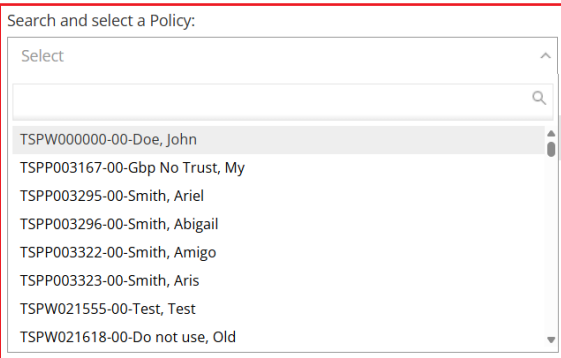 Search and select a Policy:
Select
TSPW000000-00-Doe, John
TSPP003167-00-Gbp No Trust, My
TSPP003295-00-Smith, Ariel
TSPP003296-00-Smith, Abigail
TSPP003322-00-Smith, Amigo
TSPP003323-00-Smith, Aris
TSPW021555-00-Test, Test
TSPW021618-00-Do not use, Old